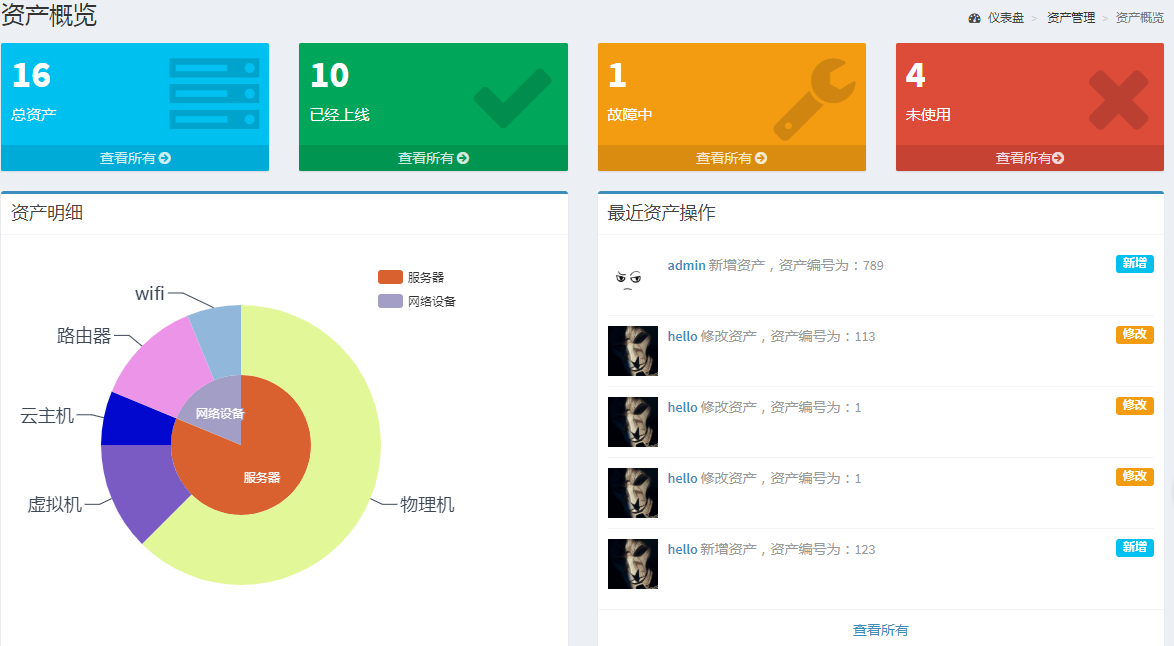 资产概览
仪表盘 > 资产管理 > 资产概览
16
总资产
查看所有
10
已经上线
查看所有
1
故障中
查看所有
4
未使用
查看所有
资产明细
服务器
网络设备
wifi
路由器
云主机
虚拟机
物理机
网络设备
服务器
最近资产操作
admin 新增资产，资产编号为：789 新增
hello 修改资产，资产编号为：113 修改
hello 修改资产，资产编号为：1 修改
hello 修改资产，资产编号为：1 修改
hello 新增资产，资产编号为：123 新增
查看所有